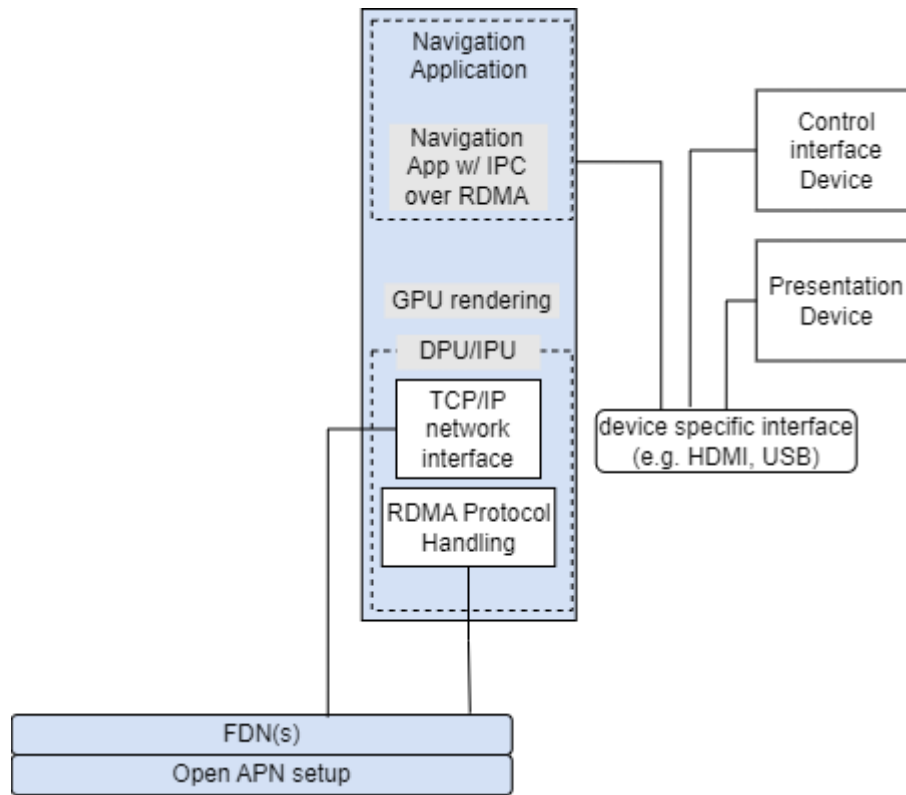 Navigation
Application
Navigation
App w/ IPC
over RDMA
GPU rendering
DPU/IPU
TCP/IP
network
interface
RDMA Protocol
Handling
Control
interface
Device
Presentation
Device
device specific interface
(e.g. HDMI, USB)
FDN(s)
Open APN setup